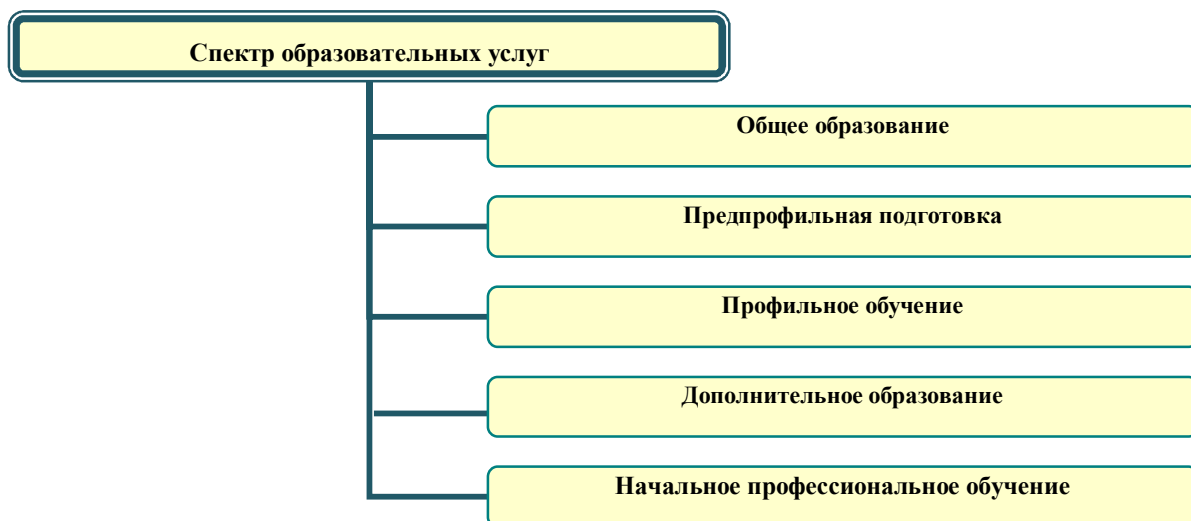 Спектр образовательных услуг
Общее образование
Предпрофильная подготовка
Профильное обучение
Дополнительное образование
Начальное профессиональное обучение